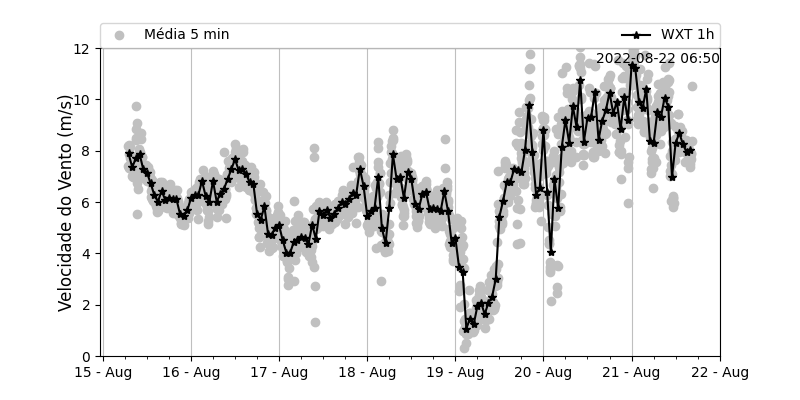 Média 5 min WXT 1h
2022-08-22 06:50
Velocidade do Vento (m/s)
12
10
8
6
4
2
0
15 - Aug 16 - Aug 17 - Aug 18 - Aug 19 - Aug 20 - Aug 21 - Aug 22 - Aug